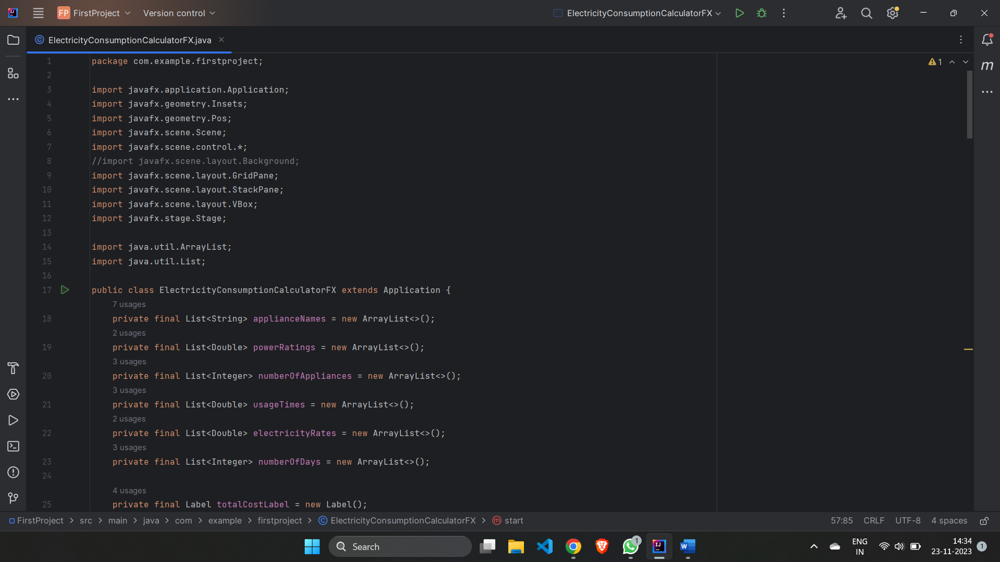 FP FirstProject Version control ElectricityConsumptionCalculatorFX
ElectricityConsumptionCalculatorFX.java
1 package com.example.firstproject;
2
3 import javafx.application.Application;
4 import javafx.geometry.Insets;
5 import javafx.geometry.Pos;
6 import javafx.scene.Scene;
7 import javafx.scene.control.*;
8 //import javafx.scene.layout.Background;
9 import javafx.scene.layout.GridPane;
10 import javafx.scene.layout.StackPane;
11 import javafx.scene.layout.VBox;
12 import javafx.stage.Stage;
13
14 import java.util.ArrayList;
15 import java.util.List;
16
17 public class ElectricityConsumptionCalculatorFX extends Application {
7 usages
18 private final List<String> applianceNames = new ArrayList<>();
2 usages
19 private final List<Double> powerRatings = new ArrayList<>();
3 usages
20 private final List<Integer> numberOfAppliances = new ArrayList<>();
3 usages
21 private final List<Double> usageTimes = new ArrayList<>();
2 usages
22 private final List<Double> electricityRates = new ArrayList<>();
3 usages
23 private final List<Integer> numberOfDays = new ArrayList<>();
24
4 usages
25 private final Label totalCostLabel = new Label();
1
m
FirstProject > src > main > java > com > example > firstproject > ElectricityConsumptionCalculatorFX > start 57:85 CRLF UTF-8 4 spaces
Search
1
ENG
IN
14:34
23-11-2023
1